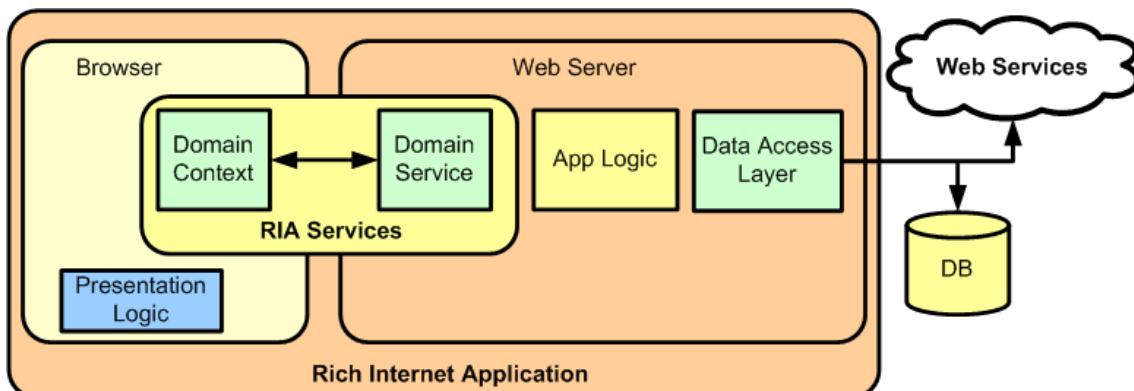 Browser
Web Server
Web Services
Domain
Context
Domain
Service
App Logic
Data Access
Layer
RIA Services
DB
Presentation
Logic
Rich Internet Application